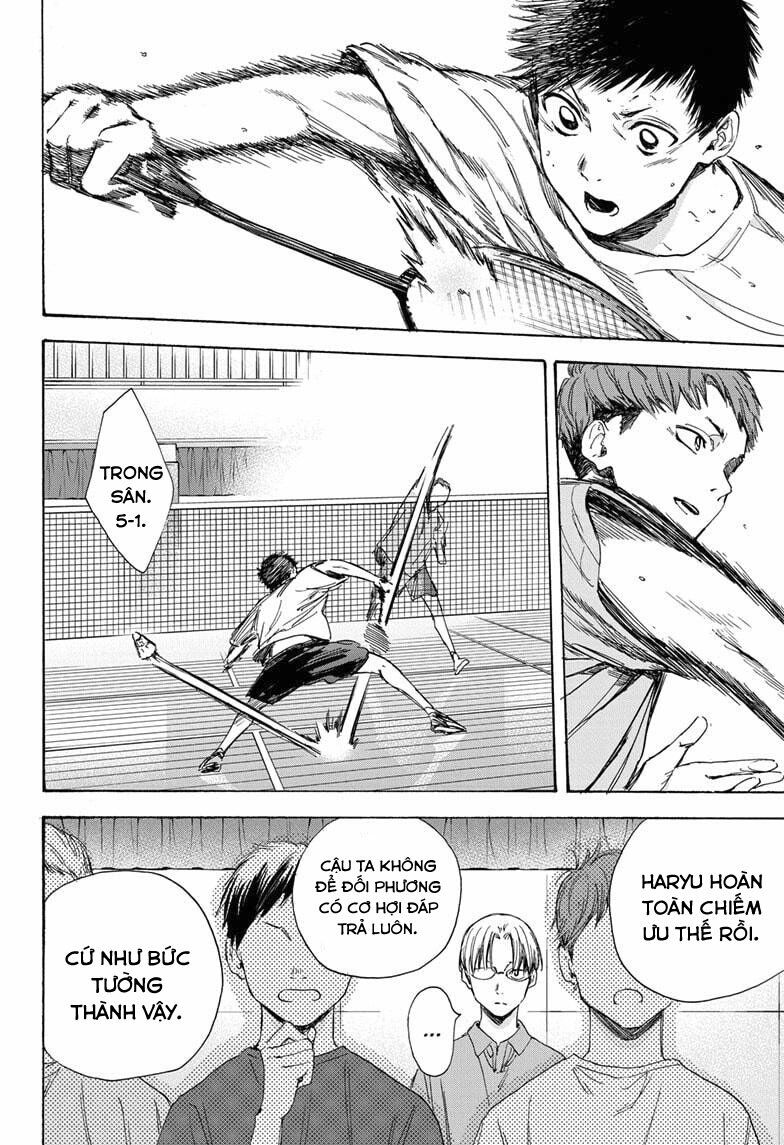 TRONG
SÂN.
5-1.
HARYU HOÀN
TOÀN CHIẾM
ƯU THẾ RỒI.
CẬU TA KHÔNG
ĐỂ ĐỐI PHƯƠNG
CÓ CƠ HỢI ĐÁP
TRẢ LUÔN.
...
CỨ NHƯ BỨC
TƯỜNG
THÀNH VẬY.